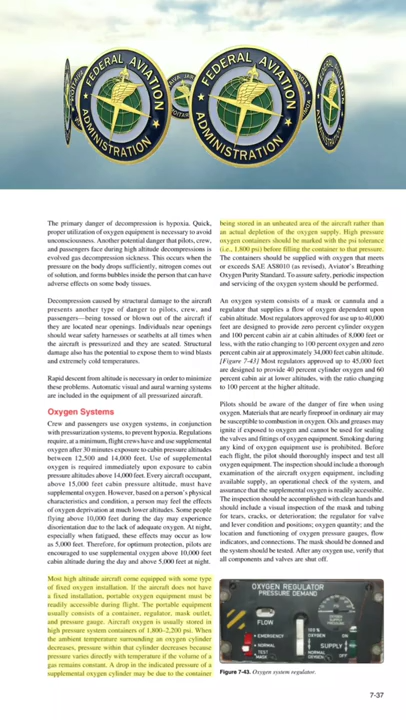 FEDERAL AVIATION
ADMINISTRATION
FEDERAL AVIATION
ADMINISTRATION
The primary danger of decompression is hypoxia. Quick,
proper utilization of oxygen equipment is necessary to avoid
unconsciousness. Another potential danger that pilots, crew,
and passengers face during high altitude decompressions is
evolved gas decompression sickness. This occurs when the
pressure on the body drops sufficiently, nitrogen comes out
of solution, and forms bubbles inside the person that can have
adverse effects on some body tissues.
Decompression caused by structural damage to the aircraft
presents another type of danger to pilots, crew, and
passengers––being tossed or blown out of the aircraft if
they are located near openings. Individuals near openings
should wear safety harnesses or seatbelts at all times when
the aircraft is pressurized and they are seated. Structural
damage also has the potential to expose them to wind blasts
and extremely cold temperatures.
Rapid descent from altitude is necessary in order to minimize
these problems. Automatic visual and aural warning systems
are included in the equipment of all pressurized aircraft.
Oxygen Systems
Crew and passengers use oxygen systems, in conjunction
with pressurization systems, to prevent hypoxia. Regulations
require, at a minimum, flight crews have and use supplemental
oxygen after 30 minutes exposure to cabin pressure altitudes
between 12,500 and 14,000 feet. Use of supplemental
oxygen is required immediately upon exposure to cabin
pressure altitudes above 14,000 feet. Every aircraft occupant,
above 15,000 feet cabin pressure altitude, must have
supplemental oxygen. However, based on a person's physical
characteristics and condition, a person may feel the effects
of oxygen deprivation at much lower altitudes. Some people
flying above 10,000 feet during the day may experience
disorientation due to the lack of adequate oxygen. At night,
especially when fatigued, these effects may occur as low
as 5,000 feet. Therefore, for optimum protection, pilots are
encouraged to use supplemental oxygen above 10,000 feet
cabin altitude during the day and above 5,000 feet at night.
Most high altitude aircraft come equipped with some type
of fixed oxygen installation. If the aircraft does not have
a fixed installation, portable oxygen equipment must be
readily accessible during flight. The portable equipment
usually consists of a container, regulator, mask outlet,
and pressure gauge. Aircraft oxygen is usually stored in
high pressure system containers of 1,800–2,200 psi. When
the ambient temperature surrounding an oxygen cylinder
decreases, pressure within that cylinder decreases because
pressure varies directly with temperature if the volume of a
gas remains constant. A drop in the indicated pressure of a
supplemental oxygen cylinder may be due to the container
being stored in an unheated area of the aircraft rather than
an actual depletion of the oxygen supply. High pressure
oxygen containers should be marked with the psi tolerance
(i.e., 1,800 psi) before filling the container to that pressure.
The containers should be supplied with oxygen that meets
or exceeds SAE AS8010 (as revised), Aviator's Breathing
Oxygen Purity Standard. To assure safety, periodic inspection
and servicing of the oxygen system should be performed.
An oxygen system consists of a mask or cannula and a
regulator that supplies a flow of oxygen dependent upon
cabin altitude. Most regulators approved for use up to 40,000
feet are designed to provide zero percent cylinder oxygen
and 100 percent cabin air at cabin altitudes of 8,000 feet or
less, with the ratio changing to 100 percent oxygen and zero
percent cabin air at approximately 34,000 feet cabin altitude.
[Figure 7-43] Most regulators approved up to 45,000 feet
are designed to provide 40 percent cylinder oxygen and 60
percent cabin air at lower altitudes, with the ratio changing
to 100 percent at the higher altitude.
Pilots should be aware of the danger of fire when using
oxygen. Materials that are nearly fireproof in ordinary air may
be susceptible to combustion in oxygen. Oils and greases may
ignite if exposed to oxygen and cannot be used for sealing
the valves and fittings of oxygen equipment. Smoking during
any kind of oxygen equipment use is prohibited. Before
each flight, the pilot should thoroughly inspect and test all
oxygen equipment. The inspection should include a thorough
examination of the aircraft oxygen equipment, including
available supply, an operational check of the system, and
assurance that the supplemental oxygen is readily accessible.
The inspection should be accomplished with clean hands and
should include a visual inspection of the mask and tubing
for tears, cracks, or deterioration; the regulator for valve
and lever condition and positions; oxygen quantity; and the
location and functioning of oxygen pressure gauges, flow
indicators, and connections. The mask should be donned and
the system should be tested. After any oxygen use, verify that
all components and valves are shut off.
OXYGEN REGULATOR
PRESSURE DEMAND
FLOW
EMERGENCY
NORMAL
TEST
MASK
100%
OXYGEN
NORMAL
OXYGEN
SUPPLY
ON
OFF
Figure 7-43. Oxygen system regulator.
7-37